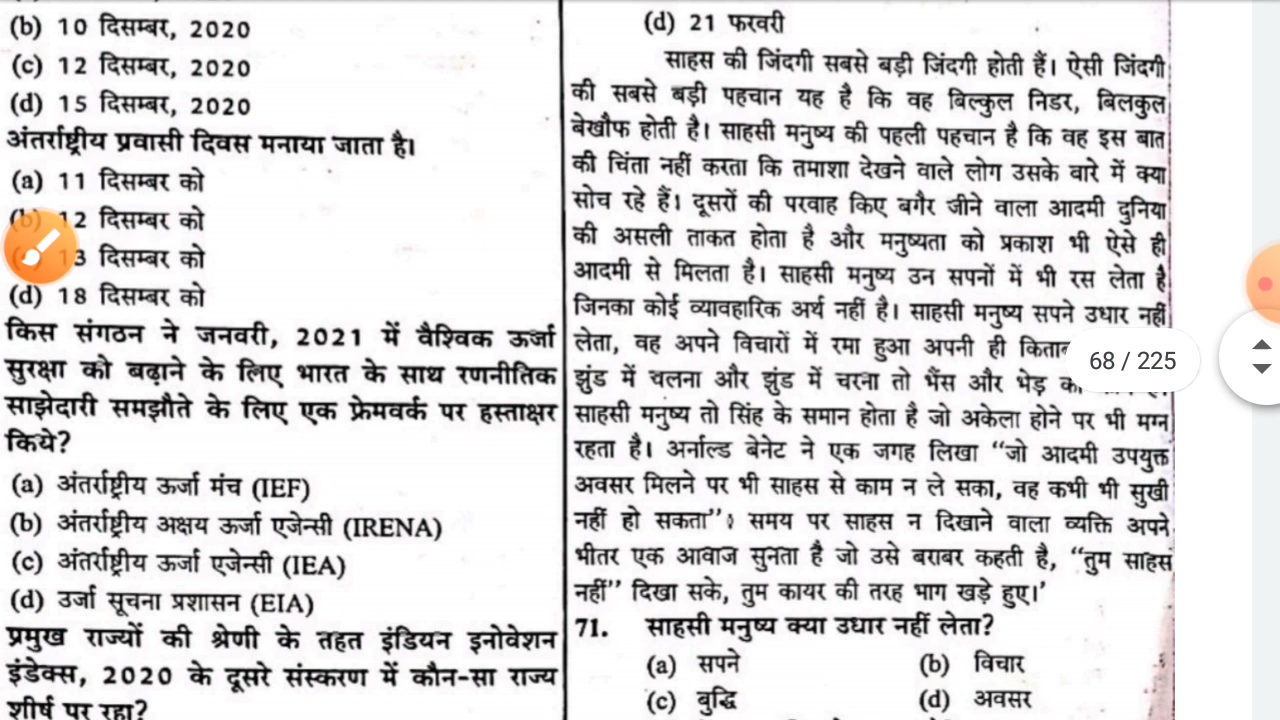 (b) 10 दिसम्बर, 2020
(c) 12 दिसम्बर, 2020
(d) 15 दिसम्बर, 2020
अंतर्राष्ट्रीय प्रवासी दिवस मनाया जाता है।
(a) 11 दिसम्बर को
12 दिसम्बर को
13 दिसम्बर को
(d) 18 दिसम्बर को
किस संगठन ने जनवरी, 2021 में वैश्विक ऊर्जा
सुरक्षा को बढ़ाने के लिए भारत के साथ रणनीतिक
साझेदारी समझौते के लिए एक फ्रेमवर्क पर हस्ताक्षर
किये?
(a) अंतर्राष्ट्रीय ऊर्जा मंच (IEF)
(b) अंतर्राष्ट्रीय अक्षय ऊर्जा एजेन्सी (IRENA)
(c) अंतर्राष्ट्रीय ऊर्जा एजेन्सी (IEA)
(d) उर्जा सूचना प्रशासन (EIA)
प्रमुख राज्यों की श्रेणी के तहत इंडियन इनोवेशन
इंडेक्स, 2020 के दूसरे संस्करण में कौन-सा राज्य
शीर्ष पर रहा?
(d) 21 फरवरी
साहस की जिंदगी सबसे बड़ी जिंदगी होती हैं। ऐसी जिंदगी
की सबसे बड़ी पहचान यह है कि वह बिल्कुल निडर, बिलकुल
बेखौफ होती है। साहसी मनुष्य की पहली पहचान है कि वह इस बात
की चिंता नहीं करता कि तमाशा देखने वाले लोग उसके वारे में क्या
सोच रहे हैं। दूसरों की परवाह किए बगैर जीने वाला आदमी दुनिया
की असली ताकत होता है और मनुष्यता को प्रकाश भी ऐसे ही
आदमी से मिलता है। साहसी मनुष्य उन सपनों में भी रस लेता है
जिनका कोई व्यावहारिक अर्थ नहीं है। साहसी मनुष्य सपने उधार नहीं
लेता, वह अपने विचारों में रमा हुआ अपनी ही
झुंड में चलना और झुंड में चरना तो भैंस और भेड़
साहसी मनुष्य तो सिंह के समान होता है जो अकेला होने पर भी मग्न
रहता है। अर्नाल्ड बेनेट ने एक जगह लिखा “जो आदमी उपयुक्त
अवसर मिलने पर भी साहस से काम न ले सका, वह कभी भी सुखी
नहीं हो सकता”। समय पर साहस न दिखाने वाला व्यक्ति अपने
भीतर एक आवाज सुनता है जो उसे बराबर कहती है, “तुम साहस
नहीं” दिखा सके, तुम कायर की तरह भाग खड़े हुए।’
71. साहसी मनुष्य क्या उधार नहीं लेता?
(a) सपने (b) विचार
(c) बुद्धि (d) अवसर
68 / 225